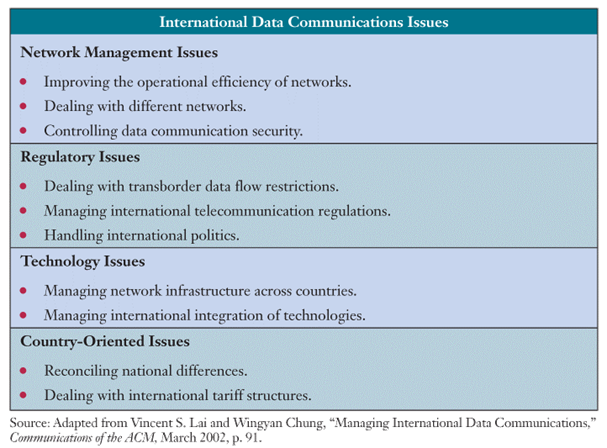 International Data Communications Issues
Network Management Issues
• Improving the operational efficiency of networks.
• Dealing with different networks.
• Controlling data communication security.
Regulatory Issues
• Dealing with transborder data flow restrictions.
• Managing international telecommunication regulations.
• Handling international politics.
Technology Issues
• Managing network infrastructure across countries.
• Managing international integration of technologies.
Country-Oriented Issues
• Reconciling national differences.
• Dealing with international tariff structures.
Source: Adapted from Vincent S. Lai and Wingyan Chung, “Managing International Data Communications,”
Communications of the ACM, March 2002, p. 91.